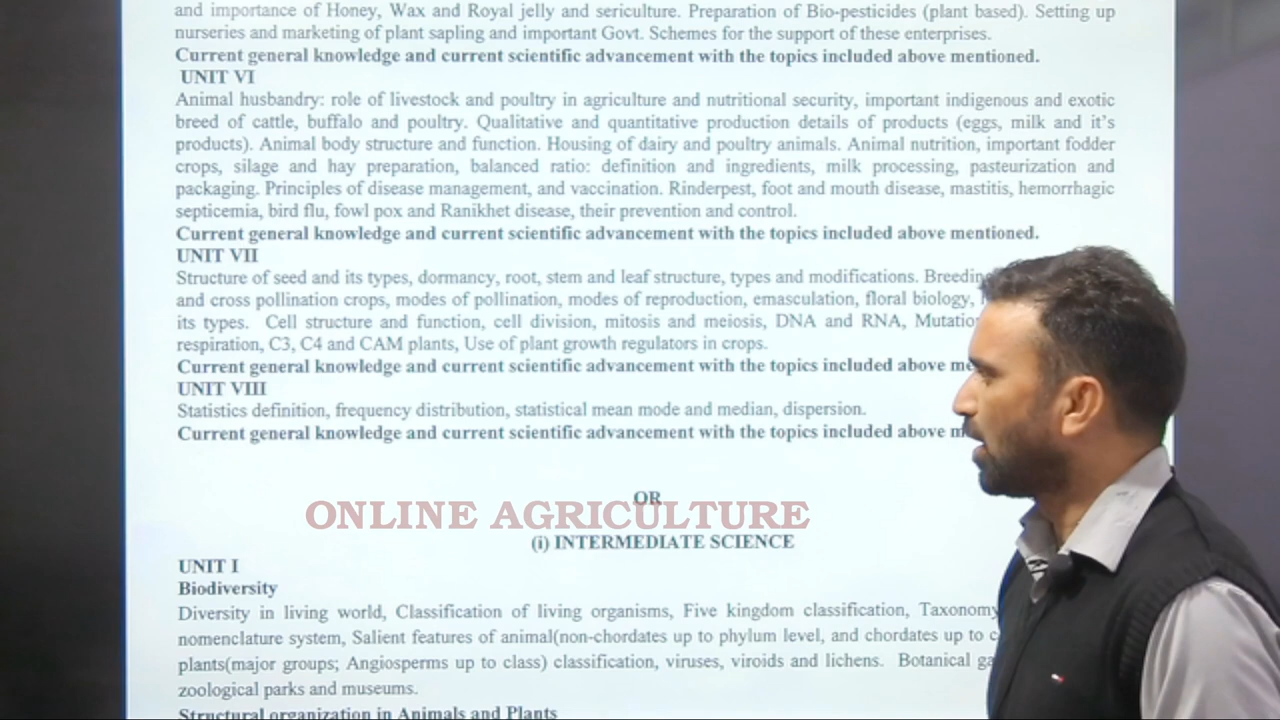 and importance of Honey, Wax and Royal jelly and sericulture. Preparation of Bio-pesticides (plant based). Setting up
nurseries and marketing of plant sapling and important Govt. Schemes for the support of these enterprises.
Current general knowledge and current scientific advancement with the topics included above mentioned.
UNIT VI
Animal husbandry: role of livestock and poultry in agriculture and nutritional security, important indigenous and exotic
breed of cattle, buffalo and poultry. Qualitative and quantitative production details of products (eggs, milk and it's
products). Animal body structure and function. Housing of dairy and poultry animals. Animal nutrition, important fodder
crops, silage and hay preparation, balanced ratio: definition and ingredients, milk processing, pasteurization and
packaging. Principles of disease management, and vaccination. Rinderpest, foot and mouth disease, mastitis, hemorrhagic
septicemia, bird flu, fowl pox and Ranikhet disease, their prevention and control.
Current general knowledge and current scientific advancement with the topics included above mentioned.
UNIT VII
Structure of seed and its types, dormancy, root, stem and leaf structure, types and modifications.
and cross pollination crops, modes of pollination, modes of reproduction, emasculation, floral biology,
its types. Cell structure and function, cell division, mitosis and meiosis, DNA and RNA,
respiration, C3, C4 and CAM plants, Use of plant growth regulators in crops.
Current general knowledge and current scientific advancement with the topics included above
UNIT VIII
Statistics definition, frequency distribution, statistical mean mode and median, dispersion.
Current general knowledge and current scientific advancement with the topics included above
OR
ONLINE AGRICULTURE
(i) INTERMEDIATE SCIENCE
UNIT I
Biodiversity
Diversity in living world, Classification of living organisms, Five kingdom classification, Taxonomy
nomenclature system, Salient features of animal(non-chordates up to phylum level, and chordates up to
plants(major groups; Angiosperms up to class) classification, viruses, viroids and lichens. Botanical
zoological parks and museums.
Structural organization in Animals and Plants